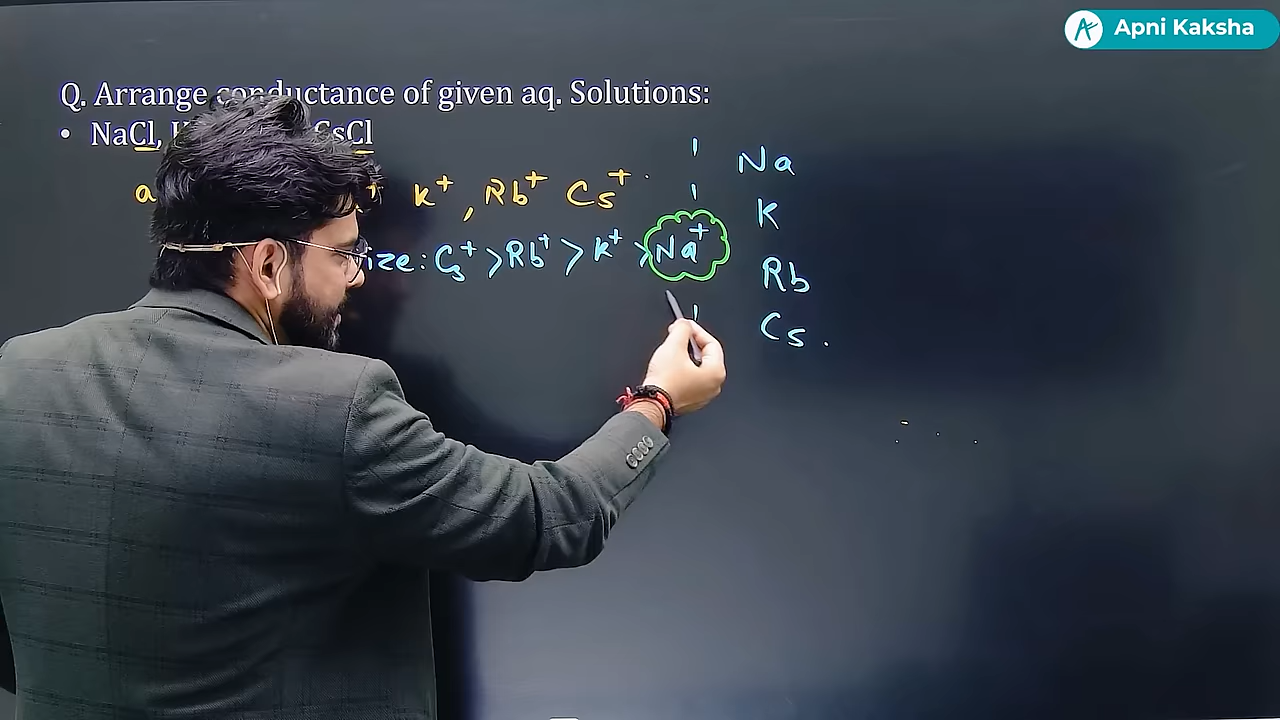 Apni Kaksha
Q. Arrange conductance of given aq. Solutions:
• NaCl, CsCl
a K⁺, Rb⁺ Cs⁺
ize: Cs⁺ > Rb⁺ > K⁺ > Na⁺
Na
K
Rb
Cs.